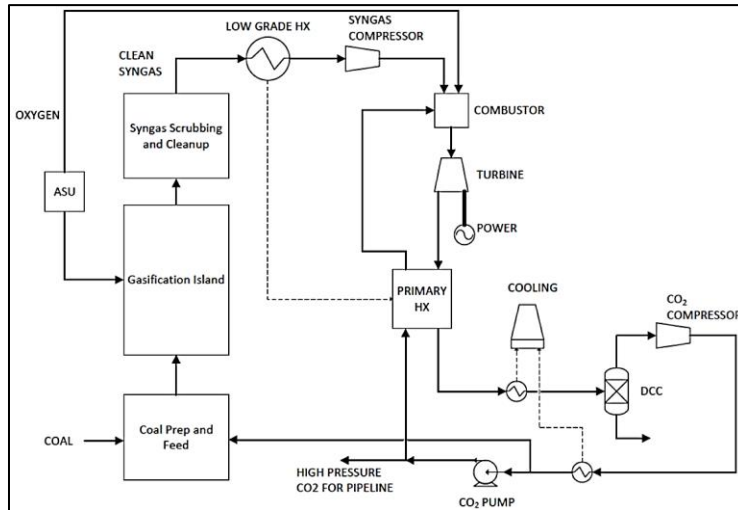 LOW GRADE HX
SYNGAS
COMPRESSOR
CLEAN
SYNGAS
OXYGEN
Syngas Scrubbing
and Cleanup
COMBUSTOR
ASU
TURBINE
POWER
Gasification Island
PRIMARY
HX
COOLING
CO₂
COMPRESSOR
DCC
COAL
Coal Prep and
Feed
HIGH PRESSURE
CO2 FOR PIPELINE
CO₂ PUMP